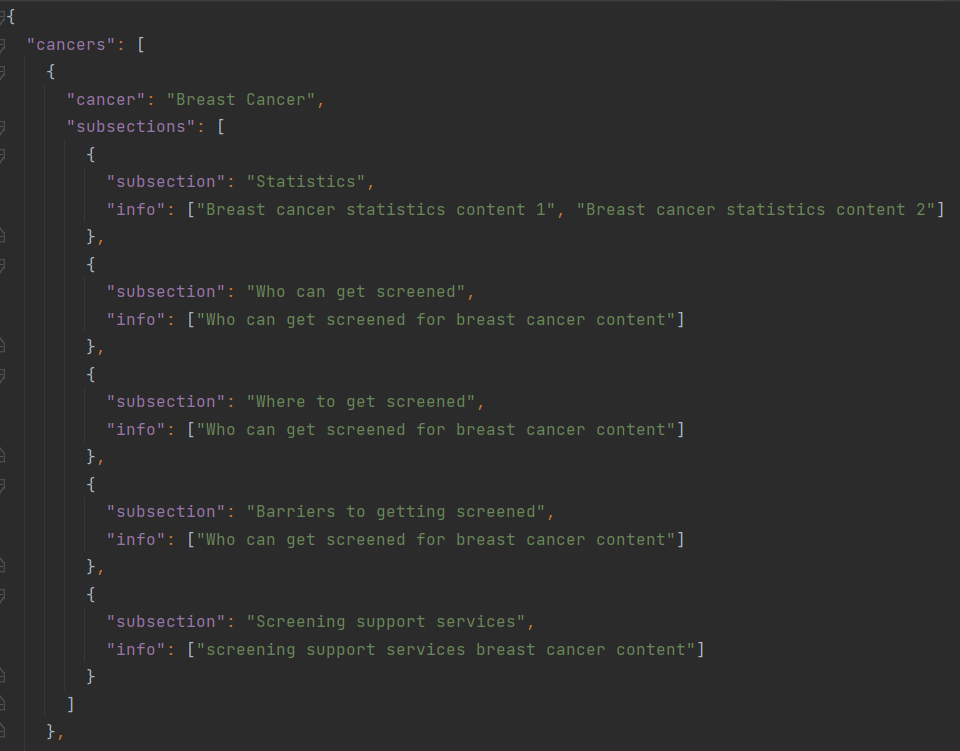 {
"cancers": [
{
"cancer": "Breast Cancer",
"subsections": [
{
"subsection": "Statistics",
"info": ["Breast cancer statistics content 1", "Breast cancer statistics content 2"]
},
{
"subsection": "Who can get screened",
"info": ["Who can get screened for breast cancer content"]
},
{
"subsection": "Where to get screened",
"info": ["Who can get screened for breast cancer content"]
},
{
"subsection": "Barriers to getting screened",
"info": ["Who can get screened for breast cancer content"]
},
{
"subsection": "Screening support services",
"info": ["screening support services breast cancer content"]
}
]
},